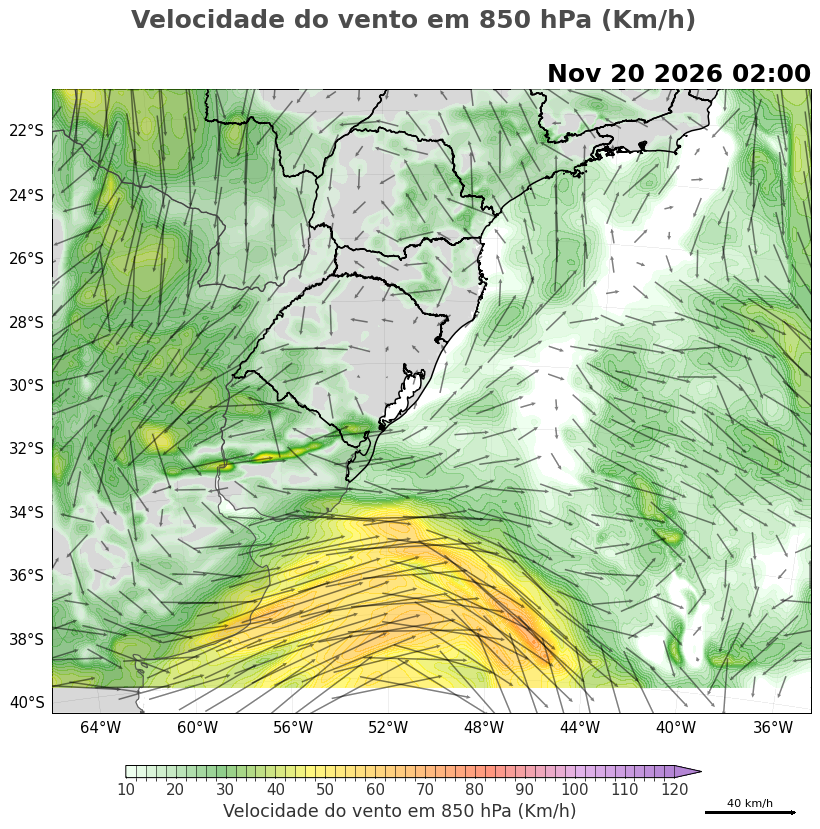 Velocidade do vento em 850 hPa (Km/h)
Nov 20 2026 02:00
22°S
24°S
26°S
28°S
30°S
32°S
34°S
36°S
38°S
40°S
64°W 60°W 56°W 52°W 48°W 44°W 40°W 36°W
10 20 30 40 50 60 70 80 90 100 110 120
Velocidade do vento em 850 hPa (Km/h)
40 km/h